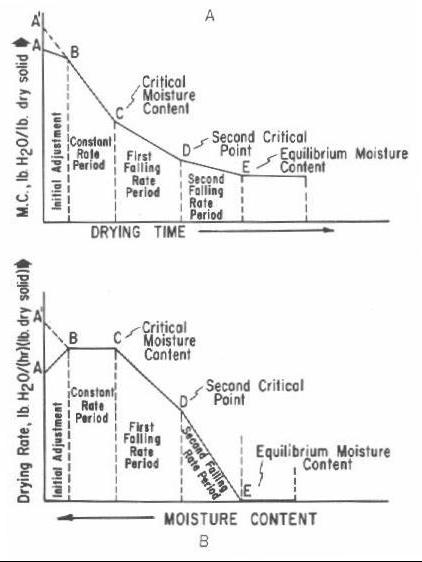 A
A'
A
B
Critical
Moisture
Content
C
D
Second Critical
Point
E
Equilibrium Moisture
Content
Initial Adjustment
Constant
Rate
Period
First
Falling
Rate
Period
Second
Falling
Rate
Period
M.C., lb. H2O/lb. dry solid
DRYING TIME
A'
A
B
C
Critical
Moisture
Content
D
Second Critical
Point
E
Equilibrium Moisture
Content
Initial Adjustment
Constant
Rate
Period
First
Falling
Rate
Period
Second Falling
Rate Period
Drying Rate, lb. H2O/(hr)(lb. dry solid)
MOISTURE CONTENT
B